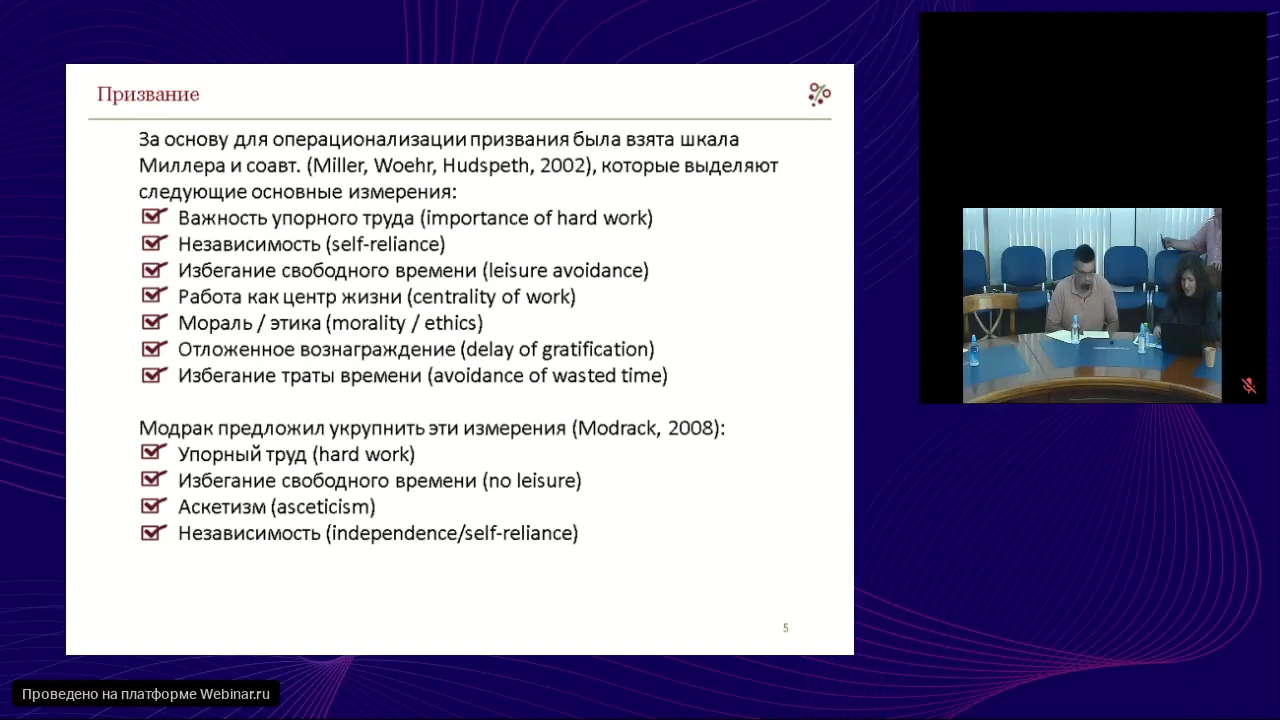 Призвание
За основу для операционализации призвания была взята шкала
Миллера и соавт. (Miller, Woehr, Hudspeth, 2002), которые выделяют
следующие основные измерения:
Важность упорного труда (importance of hard work)
Независимость (self-reliance)
Избегание свободного времени (leisure avoidance)
Работа как центр жизни (centrality of work)
Мораль / этика (morality / ethics)
Отложенное вознаграждение (delay of gratification)
Избегание траты времени (avoidance of wasted time)
Модрак предложил укрупнить эти измерения (Modrack, 2008):
Упорный труд (hard work)
Избегание свободного времени (no leisure)
Аскетизм (asceticism)
Независимость (independence/self-reliance)
5
Проведено на платформе Webinar.ru